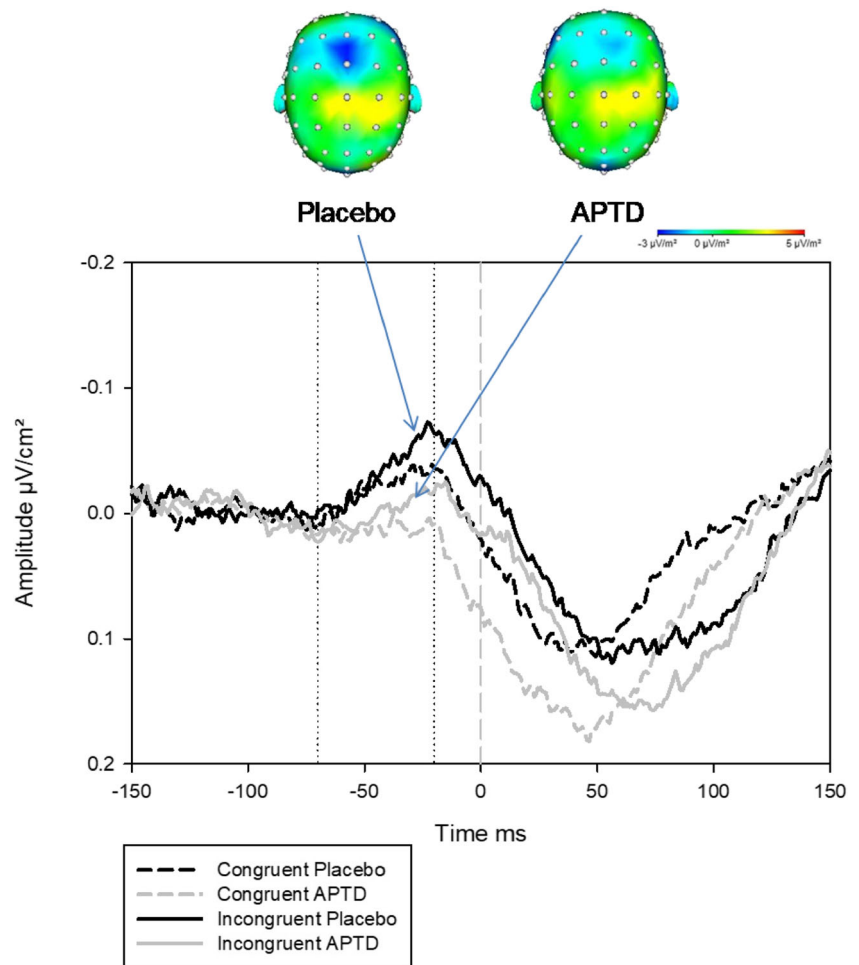 Placebo
APTD
-3 µV/m² 0 µV/m² 5 µV/m²
-0.2
-0.1
0.0
0.1
0.2
Amplitude µV/cm²
-150 -100 -50 0 50 100 150
Time ms
Congruent Placebo
Congruent APTD
Incongruent Placebo
Incongruent APTD